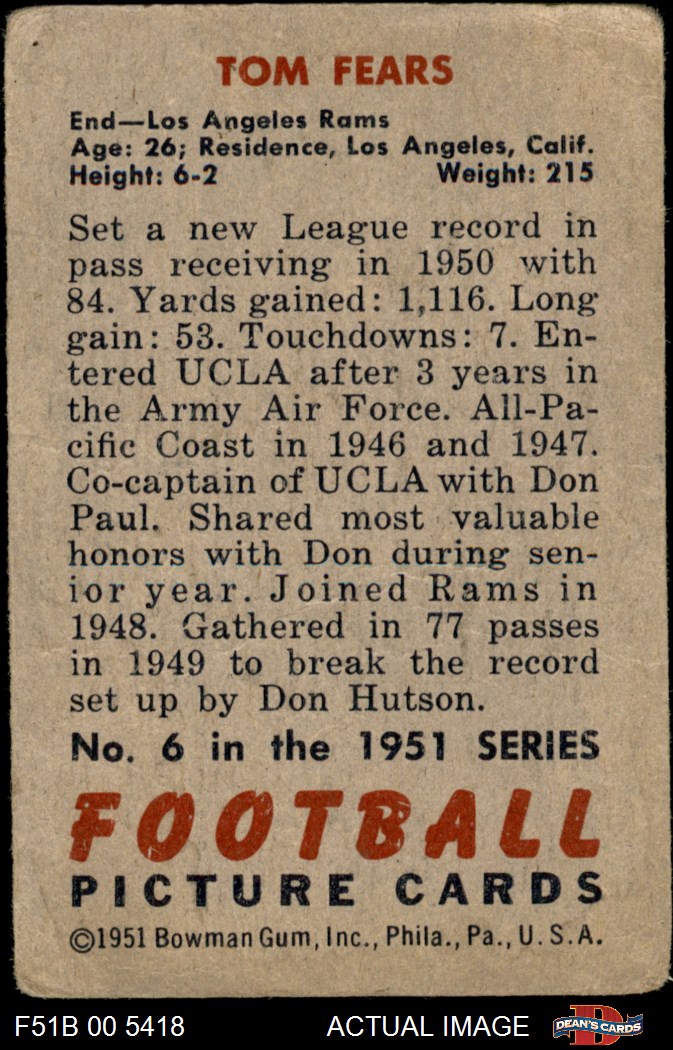 TOM FEARS
End—Los Angeles Rams
Age: 26; Residence, Los Angeles, Calif.
Height: 6-2 Weight: 215
Set a new League record in
pass receiving in 1950 with
84. Yards gained: 1,116. Long
gain: 53. Touchdowns: 7. En-
tered UCLA after 3 years in
the Army Air Force. All-Pa-
cific Coast in 1946 and 1947.
Co-captain of UCLA with Don
Paul. Shared most valuable
honors with Don during sen-
ior year. Joined Rams in
1948. Gathered in 77 passes
in 1949 to break the record
set up by Don Hutson.
No. 6 in the 1951 SERIES
FOOTBALL
PICTURE CARDS
©1951 Bowman Gum, Inc., Phila., Pa., U.S.A.
F51B 00 5418 ACTUAL IMAGE D DEAN'S CARDS